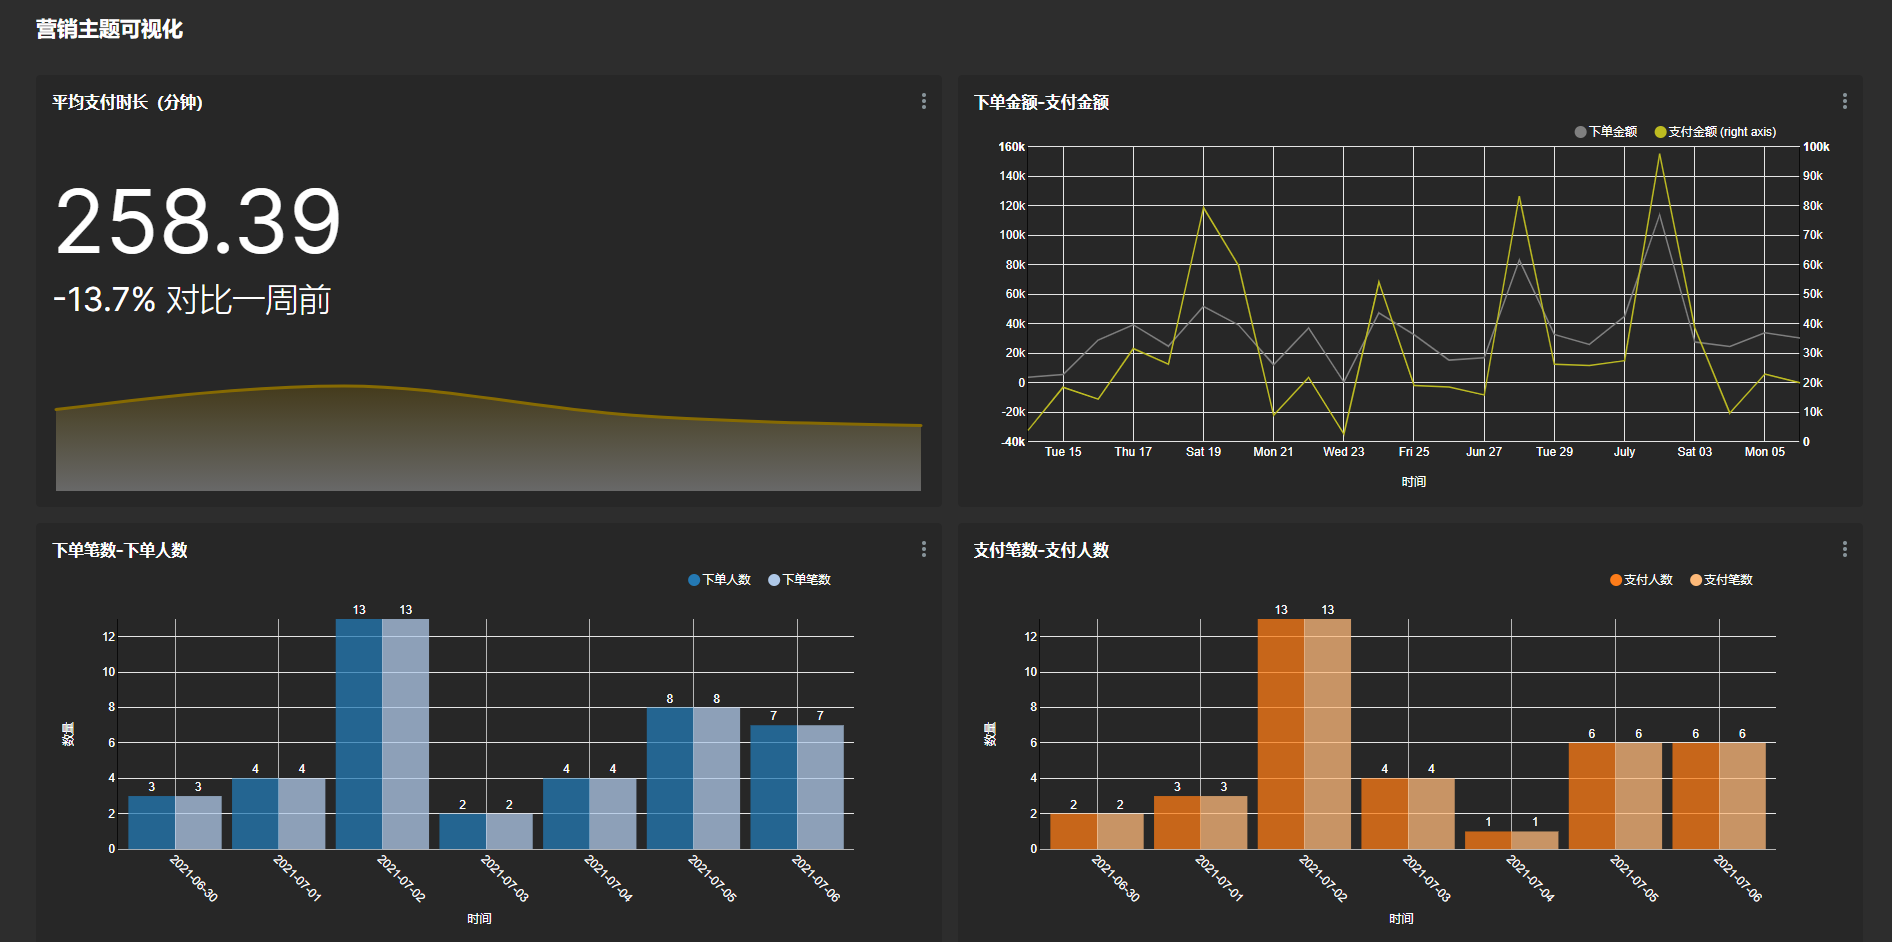 营销主题可视化
平均支付时长（分钟）
258.39
-13.7% 对比一周前
下单金额-支付金额
下单金额 支付金额 (right axis)
160k 100k
140k 90k
120k 80k
100k 70k
80k 60k
60k 50k
40k 40k
20k 30k
0 20k
-20k 10k
-40k 0
Tue 15 Thu 17 Sat 19 Mon 21 Wed 23 Fri 25 Jun 27 Tue 29 July Sat 03 Mon 05
时间
下单笔数-下单人数
下单人数 下单笔数
数量
12
10
8
6
4
2
0
3 3 4 4 13 13 2 2 4 4 8 8 7 7
2021-06-30 2021-07-01 2021-07-02 2021-07-03 2021-07-04 2021-07-05 2021-07-06
时间
支付笔数-支付人数
支付人数 支付笔数
数量
12
10
8
6
4
2
0
2 2 3 3 13 13 4 4 1 1 6 6 6 6
2021-06-30 2021-07-01 2021-07-02 2021-07-03 2021-07-04 2021-07-05 2021-07-06
时间